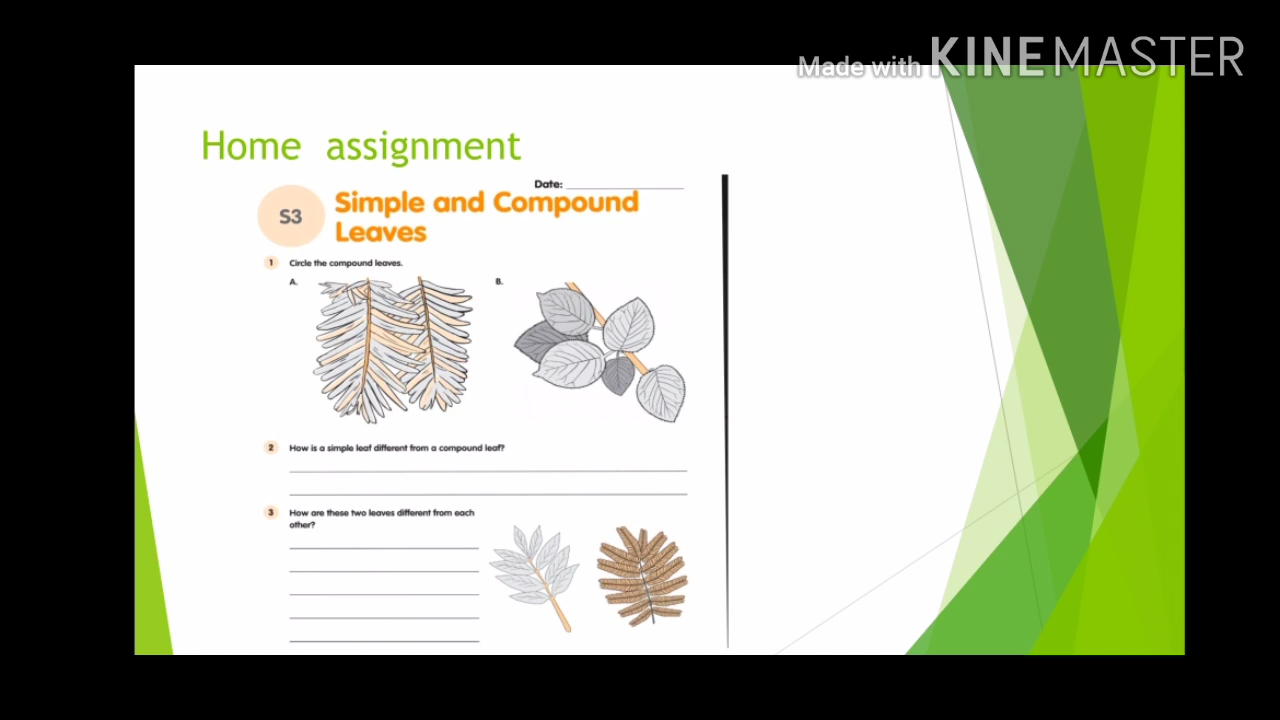 Made with KINEMASTER
Home assignment
Date:
S3
Simple and Compound
Leaves
1 Circle the compound leaves.
A.
B.
2 How is a simple leaf different from a compound leaf?
3 How are these two leaves different from each
other?